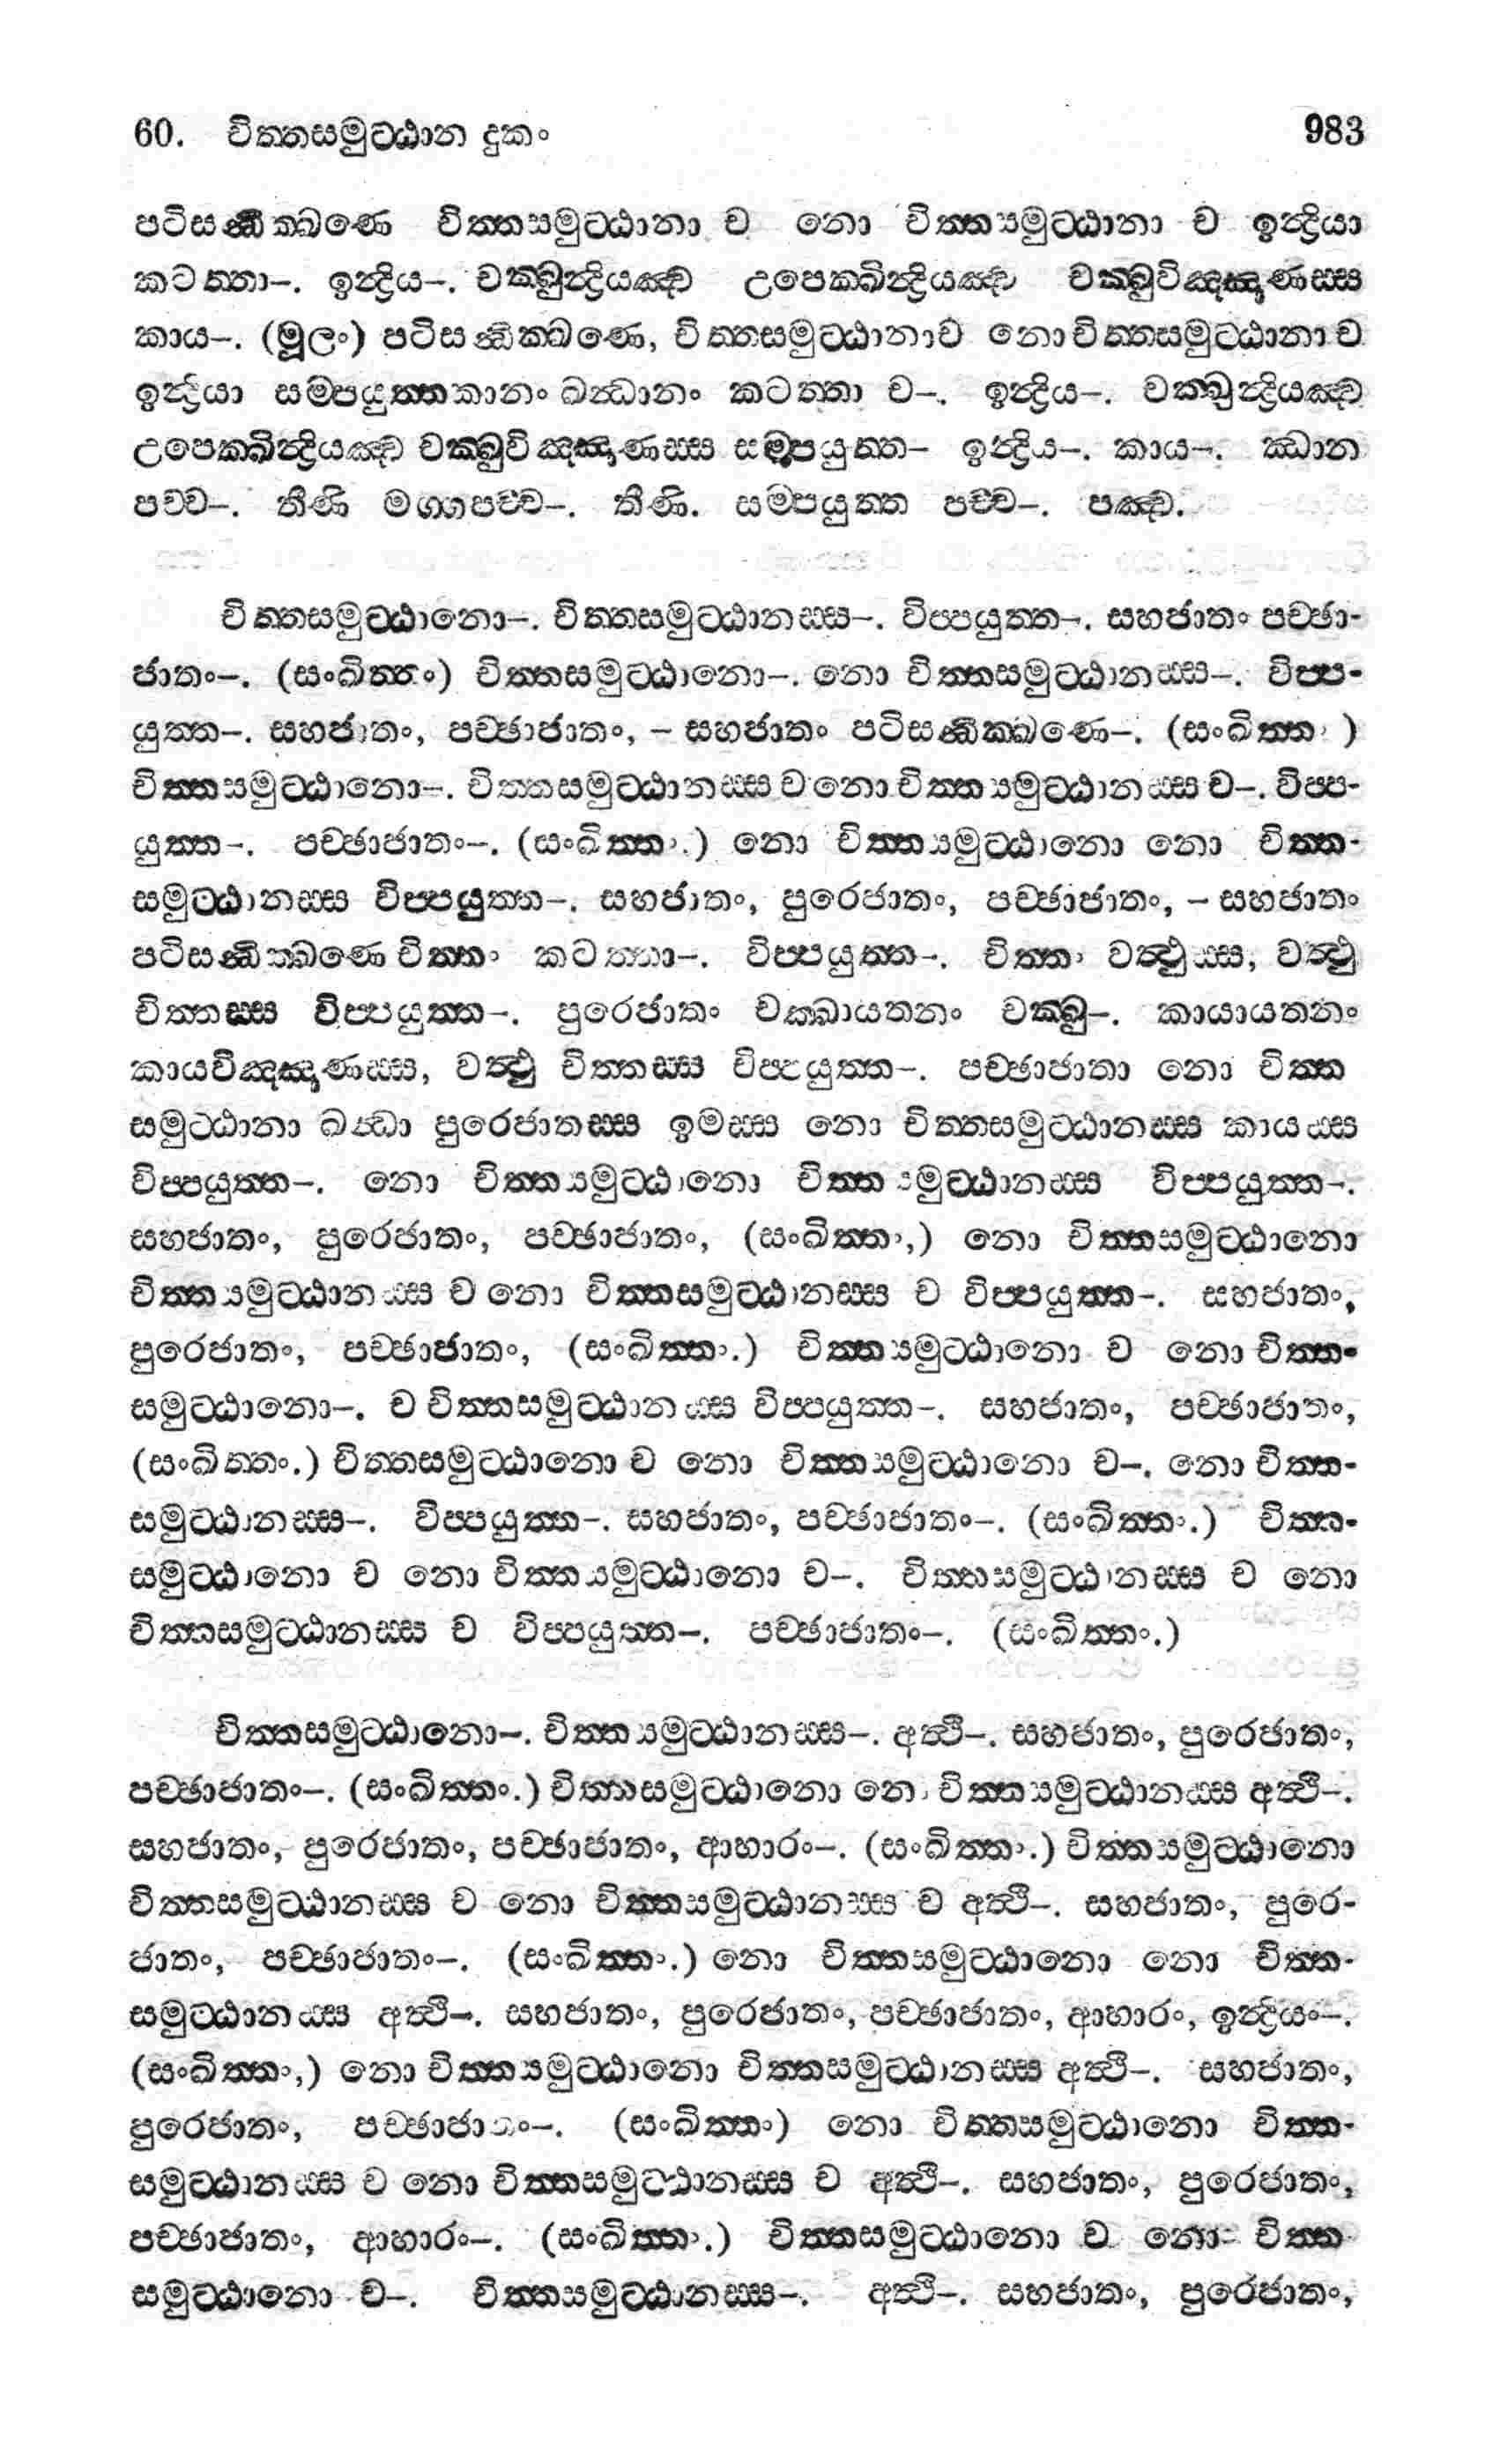 60. චිත්තසමුට්ඨාන දුකං 983
පටිසන්ධික්ඛණෙ චිත්තසමුට්ඨානා ච නො චිත්තසමුට්ඨානා ච ඉන්ද්‍රියා
කටත්තා–. ඉන්ද්‍රිය–. චක්ඛුන්ද්‍රියඤ්ච උපෙක්ඛින්ද්‍රියඤ්ච චක්ඛුවිඤ්ඤාණස්ස
කාය–. (මූලං) පටිසන්ධික්ඛණෙ, චිත්තසමුට්ඨානාච නොචිත්තසමුට්ඨානාච
ඉන්ද්‍රියා සම්පයුත්තකානං ඛන්ධානං කටත්තා ච–. ඉන්ද්‍රිය–. චක්ඛුන්ද්‍රියඤ්ච
උපෙක්ඛින්ද්‍රියඤ්ච චක්ඛුවිඤ්ඤාණස්ස සම්පයුත්ත– ඉන්ද්‍රිය–. කාය–. ඣාන
පච්ච–. තීණි මග්ගපච්ච–. තීණි. සම්පයුත්ත පච්ච–. පඤ්ච.
චිත්තසමුට්ඨානො–. චිත්තසමුට්ඨානස්ස–. විප්පයුත්ත–. සහජාතං පච්ඡා-
ජාතං–. (සංඛිත්තං) චිත්තසමුට්ඨානො–. නො චිත්තසමුට්ඨානස්ස–. විප්ප-
යුත්ත–. සහජාතං, පච්ඡාජාතං, – සහජාතං පටිසන්ධික්ඛණෙ–. (සංඛිත්තං)
චිත්තසමුට්ඨානො–. චිත්තසමුට්ඨානස්ස ච නො චිත්තසමුට්ඨානස්ස ච–. විප්ප-
යුත්ත–. පච්ඡාජාතං–. (සංඛිත්තං.) නො චිත්තසමුට්ඨානො නො චිත්ත-
සමුට්ඨානස්ස විප්පයුත්ත–. සහජාතං, පුරෙජාතං, පච්ඡාජාතං, – සහජාතං
පටිසන්ධික්ඛණෙ චිත්තං කටත්තා–. විප්පයුත්ත–. චිත්තං වත්ථුස්ස, වත්ථු
චිත්තස්ස විප්පයුත්ත–. පුරෙජාතං චක්ඛායතනං චක්ඛු–. කායායතනං
කායවිඤ්ඤාණස්ස, වත්ථු චිත්තස්ස විප්පයුත්ත–. පච්ඡාජාතා නො චිත්ත
සමුට්ඨානා ඛන්ධා පුරෙජාතස්ස ඉමස්ස නො චිත්තසමුට්ඨානස්ස කායස්ස
විප්පයුත්ත–. නො චිත්තසමුට්ඨානො චිත්තසමුට්ඨානස්ස විප්පයුත්ත–.
සහජාතං, පුරෙජාතං, පච්ඡාජාතං, (සංඛිත්තං,) නො චිත්තසමුට්ඨානො
චිත්තසමුට්ඨානස්ස ච නො චිත්තසමුට්ඨානස්ස ච විප්පයුත්ත–. සහජාතං,
පුරෙජාතං, පච්ඡාජාතං, (සංඛිත්තං.) චිත්තසමුට්ඨානො ච නො චිත්ත-
සමුට්ඨානො–. ච චිත්තසමුට්ඨානස්ස විප්පයුත්ත–. සහජාතං, පච්ඡාජාතං,
(සංඛිත්තං.) චිත්තසමුට්ඨානො ච නො චිත්තසමුට්ඨානො ච–. නො චිත්ත-
සමුට්ඨානස්ස–. විප්පයුත්ත–. සහජාතං, පච්ඡාජාතං–. (සංඛිත්තං.) චිත්ත-
සමුට්ඨානො ච නො චිත්තසමුට්ඨානො ච–. චිත්තසමුට්ඨානස්ස ච නො
චිත්තසමුට්ඨානස්ස ච විප්පයුත්ත–. පච්ඡාජාතං–. (සංඛිත්තං.)
චිත්තසමුට්ඨානො–. චිත්තසමුට්ඨානස්ස–. අත්ථි–. සහජාතං, පුරෙජාතං,
පච්ඡාජාතං–. (සංඛිත්තං.) චිත්තසමුට්ඨානො නො චිත්තසමුට්ඨානස්ස අත්ථි–.
සහජාතං, පුරෙජාතං, පච්ඡාජාතං, ආහාරං–. (සංඛිත්තං.) චිත්තසමුට්ඨානො
චිත්තසමුට්ඨානස්ස ච නො චිත්තසමුට්ඨානස්ස ච අත්ථි–. සහජාතං, පුරෙ-
ජාතං, පච්ඡාජාතං–. (සංඛිත්තං.) නො චිත්තසමුට්ඨානො නො චිත්ත-
සමුට්ඨානස්ස අත්ථි–. සහජාතං, පුරෙජාතං, පච්ඡාජාතං, ආහාරං, ඉන්ද්‍රියං–.
(සංඛිත්තං,) නො චිත්තසමුට්ඨානො චිත්තසමුට්ඨානස්ස අත්ථි–. සහජාතං,
පුරෙජාතං, පච්ඡාජාතං–. (සංඛිත්තං) නො චිත්තසමුට්ඨානො චිත්ත-
සමුට්ඨානස්ස ච නො චිත්තසමුට්ඨානස්ස ච අත්ථි–. සහජාතං, පුරෙජාතං,
පච්ඡාජාතං, ආහාරං–. (සංඛිත්තං.) චිත්තසමුට්ඨානො ච නො චිත්ත
සමුට්ඨානො ච–. චිත්තසමුට්ඨානස්ස–. අත්ථි–. සහජාතං, පුරෙජාතං,